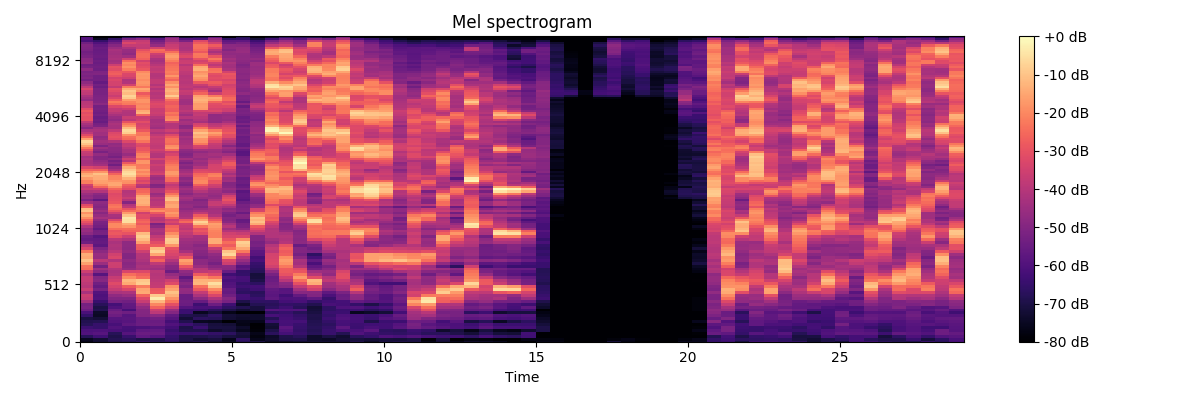 Mel spectrogram
Hz
8192
4096
2048
1024
512
0
0 5 10 15 20 25
Time
+0 dB
-10 dB
-20 dB
-30 dB
-40 dB
-50 dB
-60 dB
-70 dB
-80 dB